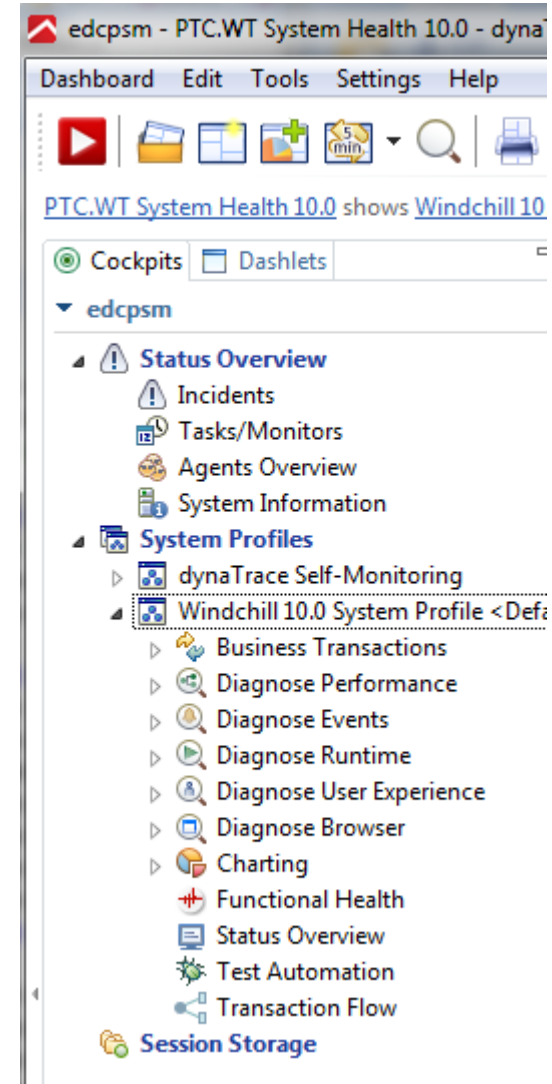 edcpsm - PTC.WT System Health 10.0 - dyna
Dashboard Edit Tools Settings Help
5 min
PTC.WT System Health 10.0 shows Windchill 10
Cockpits Dashlets
edcpsm
Status Overview
Incidents
12 Tasks/Monitors
Agents Overview
System Information
System Profiles
dynaTrace Self-Monitoring
Windchill 10.0 System Profile <Defa
Business Transactions
Diagnose Performance
Diagnose Events
Diagnose Runtime
Diagnose User Experience
Diagnose Browser
Charting
Functional Health
Status Overview
Test Automation
Transaction Flow
Session Storage